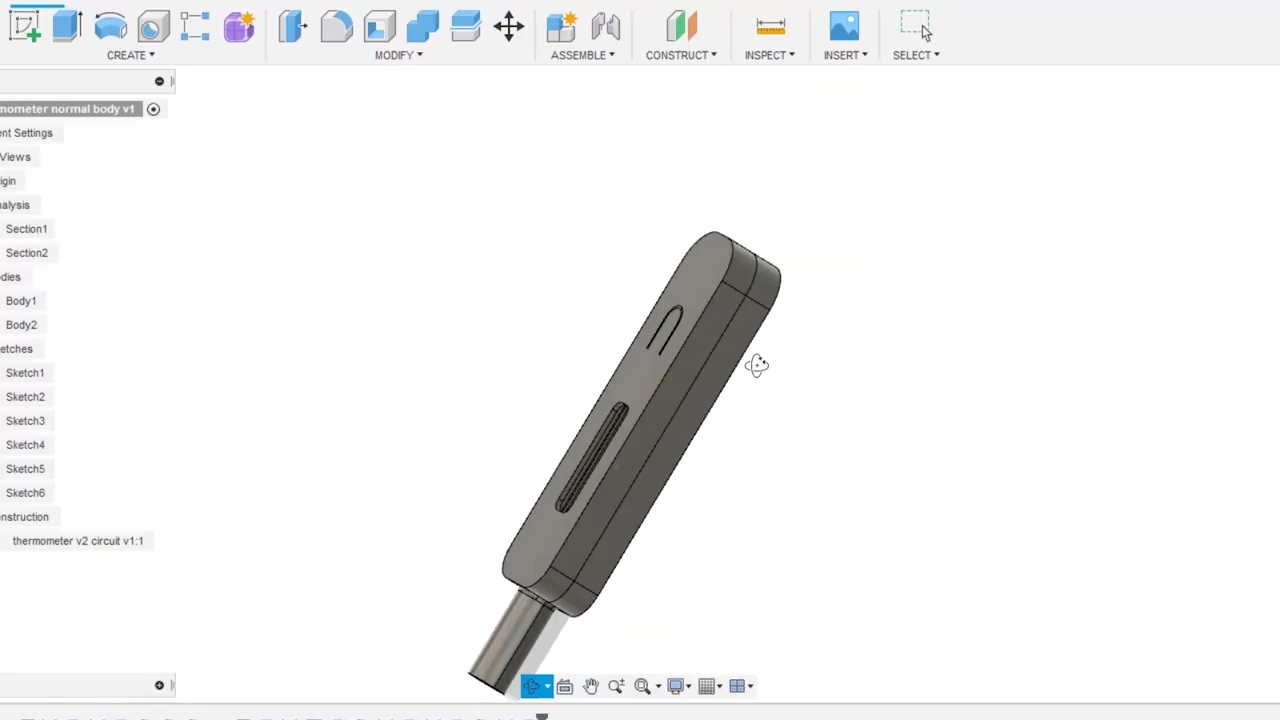 CREATE MODIFY ASSEMBLE CONSTRUCT INSPECT INSERT SELECT
mometer normal body v1
ent Settings
Views
igin
alysis
Section1
Section2
dies
Body1
Body2
etches
Sketch1
Sketch2
Sketch3
Sketch4
Sketch5
Sketch6
nstruction
thermometer v2 circuit v1:1